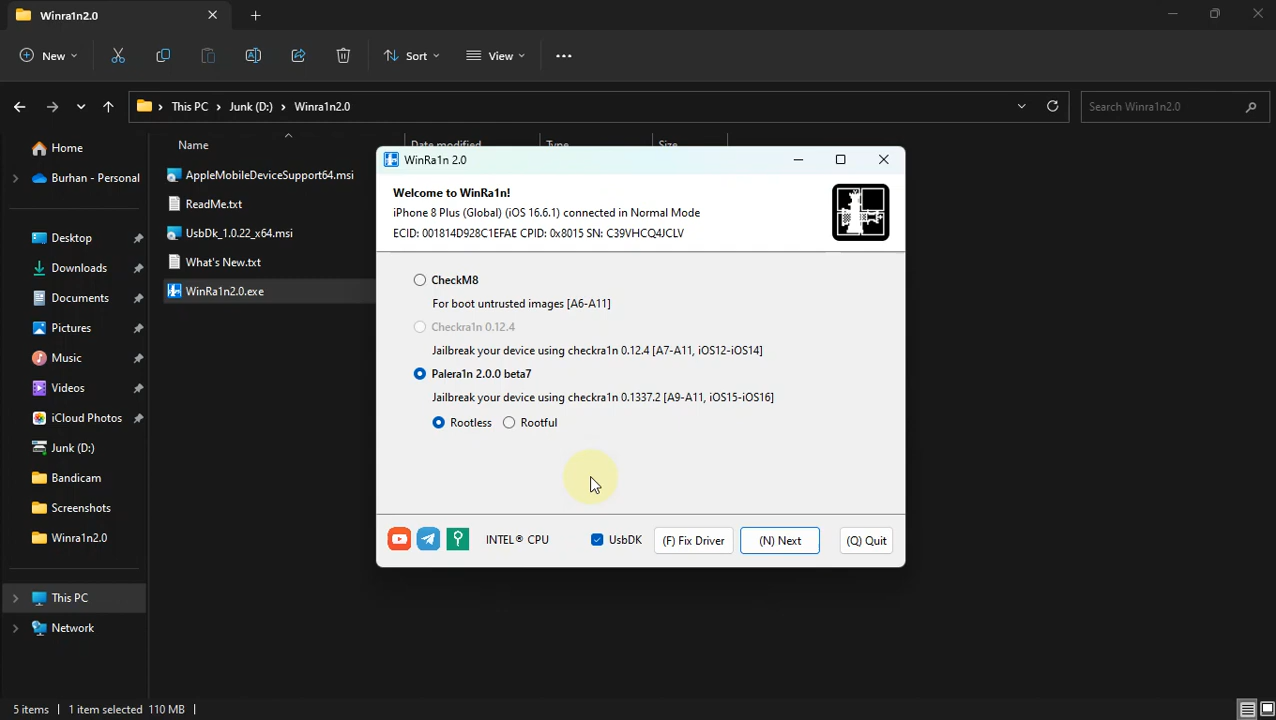 Winra1n2.0
New
Sort
View
This PC
Junk (D:)
Winra1n2.0
Search Winra1n2.0
Home
Burhan - Personal
Desktop
Downloads
Documents
Pictures
Music
Videos
iCloud Photos
Junk (D:)
Bandicam
Screenshots
Winra1n2.0
This PC
Network
Name
Date modified
Type
Size
AppleMobileDeviceSupport64.msi
ReadMe.txt
UsbDk_1.0.22_x64.msi
What's New.txt
WinRa1n2.0.exe
WinRa1n 2.0
Welcome to WinRa1n!
iPhone 8 Plus (Global) (iOS 16.6.1) connected in Normal Mode
ECID: 001814D928C1EFAE CPID: 0x8015 SN: C39VHCQ4JCLV
CheckM8
For boot untrusted images [A6-A11]
Checkra1n 0.12.4
Jailbreak your device using checkra1n 0.12.4 [A7-A11, iOS12-iOS14]
Palera1n 2.0.0 beta7
Jailbreak your device using checkra1n 0.1337.2 [A9-A11, iOS15-iOS16]
Rootless
Rootful
INTEL® CPU
UsbDK
(F) Fix Driver
(N) Next
(Q) Quit
5 items
1 item selected 110 MB